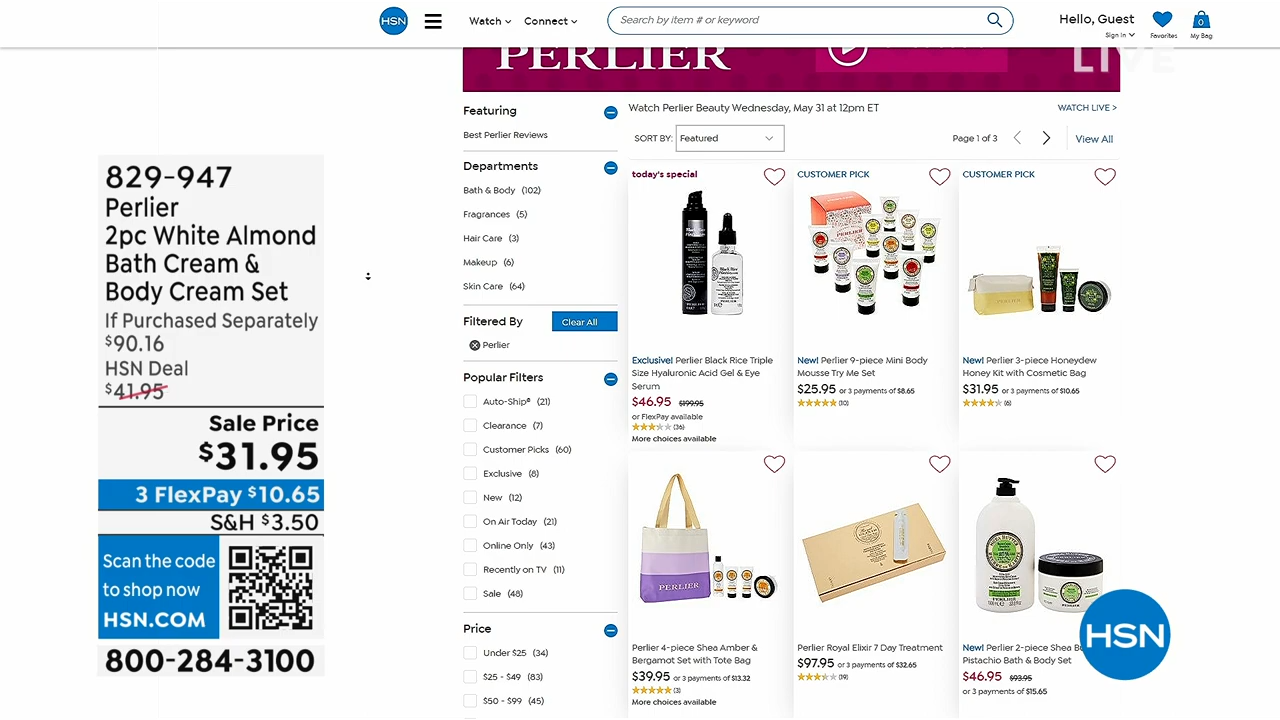 HSN
Watch
Connect
Search by item # or keyword
Hello, Guest
Sign In
Favorites
0
My Bag
PERLIER
LIVE
829-947
Perlier
2pc White Almond
Bath Cream &
Body Cream Set
If Purchased Separately
$90.16
HSN Deal
$41.95
Sale Price
$31.95
3 FlexPay $10.65
S&H $3.50
Scan the code
to shop now
HSN.COM
800-284-3100
Featuring
Best Perlier Reviews
Departments
Bath & Body (102)
Fragrances (5)
Hair Care (3)
Makeup (6)
Skin Care (64)
Filtered By
Clear All
Perlier
Popular Filters
Auto-Ship® (21)
Clearance (7)
Customer Picks (60)
Exclusive (8)
New (12)
On Air Today (21)
Online Only (43)
Recently on TV (11)
Sale (48)
Price
Under $25 (34)
$25 - $49 (83)
$50 - $99 (45)
Watch Perlier Beauty Wednesday, May 31 at 12pm ET
WATCH LIVE >
SORT BY: Featured
Page 1 of 3
View All
today's special
Exclusive! Perlier Black Rice Triple
Size Hyaluronic Acid Gel & Eye
Serum
$46.95 $199.95
or FlexPay available
(36)
More choices available
CUSTOMER PICK
PERLIER
New! Perlier 9-piece Mini Body
Mousse Try Me Set
$25.95 or 3 payments of $8.65
(10)
CUSTOMER PICK
New! Perlier 3-piece Honeydew
Honey Kit with Cosmetic Bag
$31.95 or 3 payments of $10.65
(6)
PERLIER
Perlier 4-piece Shea Amber &
Bergamot Set with Tote Bag
$39.95 or 3 payments of $13.32
(3)
More choices available
Perlier Royal Elixir 7 Day Treatment
$97.95 or 3 payments of $32.65
(19)
SHEA BUTTER
PERLIER
New! Perlier 2-piece Shea
Pistachio Bath & Body Set
$46.95 $93.95
or 3 payments of $15.65
HSN